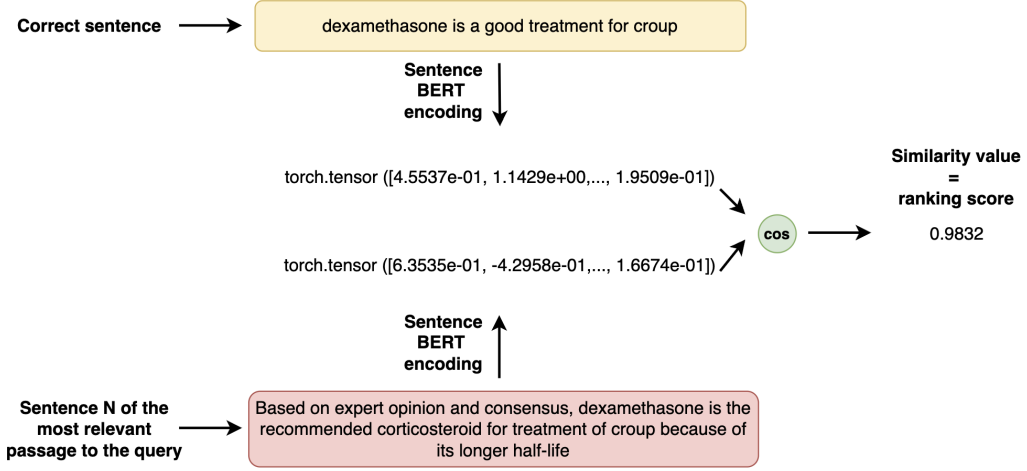 Correct sentence
dexamethasone is a good treatment for croup
Sentence
BERT
encoding
torch.tensor ([4.5537e-01, 1.1429e+00,..., 1.9509e-01])
Similarity value
=
ranking score
cos
0.9832
torch.tensor ([6.3535e-01, -4.2958e-01,..., 1.6674e-01])
Sentence
BERT
encoding
Sentence N of the
most relevant
passage to the query
Based on expert opinion and consensus, dexamethasone is the
recommended corticosteroid for treatment of croup because of
its longer half-life